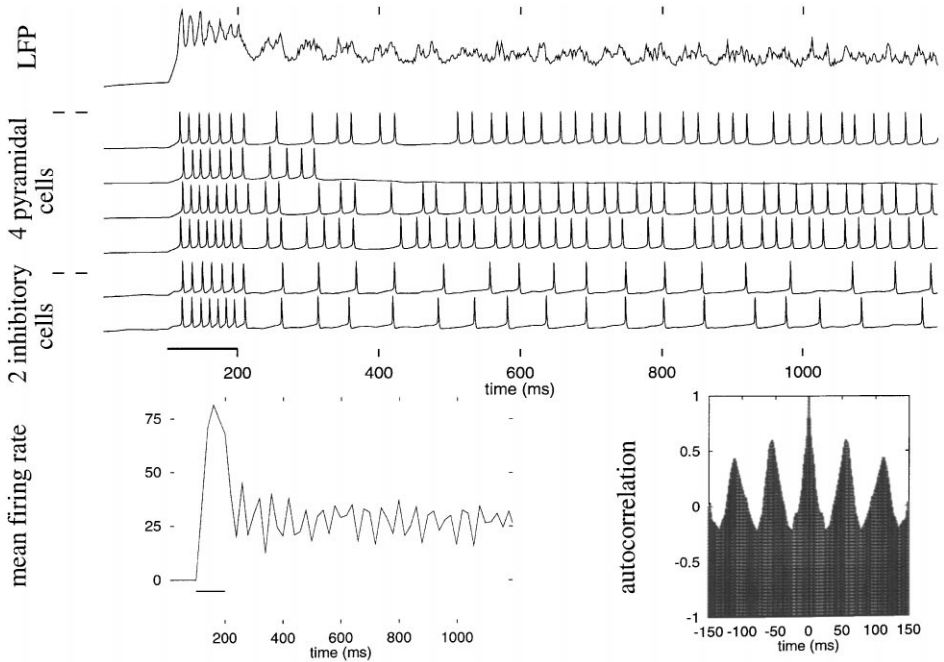 LFP
4 pyramidal
cells
2 inhibitory
cells
200 400 600 800 1000
time (ms)
mean firing rate
75
50
25
0
200 400 600 800 1000
time (ms)
autocorrelation
1
0.5
0
-0.5
-1
-150 -100 -50 0 50 100 150
time (ms)